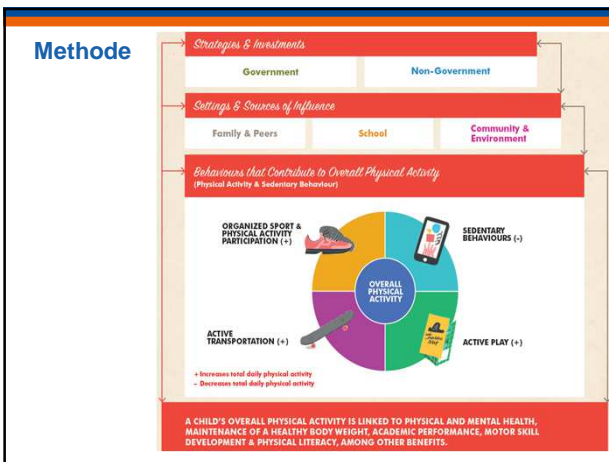 Methode
Strategies & Investments
Government
Non-Government
Settings & Sources of Influence
Family & Peers
School
Community &
Environment
Behaviours that Contribute to Overall Physical Activity
(Physical Activity & Sedentary Behaviour)
ORGANIZED SPORT &
PHYSICAL ACTIVITY
PARTICIPATION (+)
SEDENTARY
BEHAVIOURS (-)
OVERALL
PHYSICAL
ACTIVITY
ACTIVE
TRANSPORTATION (+)
ACTIVE PLAY (+)
+ Increases total daily physical activity
– Decreases total daily physical activity
A CHILD'S OVERALL PHYSICAL ACTIVITY IS LINKED TO PHYSICAL AND MENTAL HEALTH,
MAINTENANCE OF A HEALTHY BODY WEIGHT, ACADEMIC PERFORMANCE, MOTOR SKILL
DEVELOPMENT & PHYSICAL LITERACY, AMONG OTHER BENEFITS.